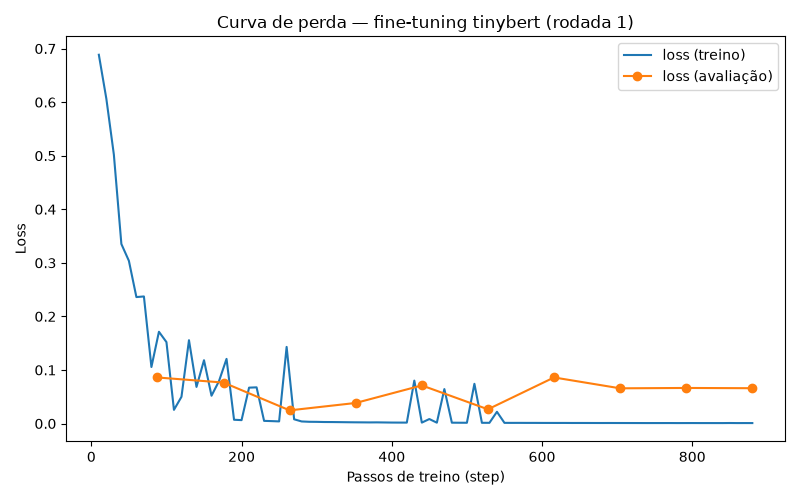 Curva de perda — fine-tuning tinybert (rodada 1)
loss (treino)
loss (avaliação)
Loss
0.7
0.6
0.5
0.4
0.3
0.2
0.1
0.0
0
200
400
600
800
Passos de treino (step)